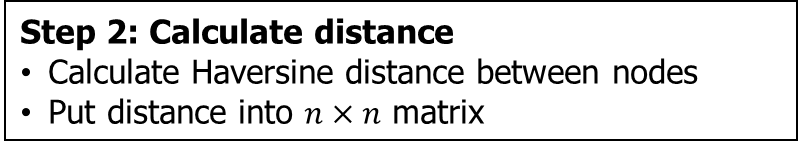 Step 2: Calculate distance
• Calculate Haversine distance between nodes
• Put distance into n × n matrix